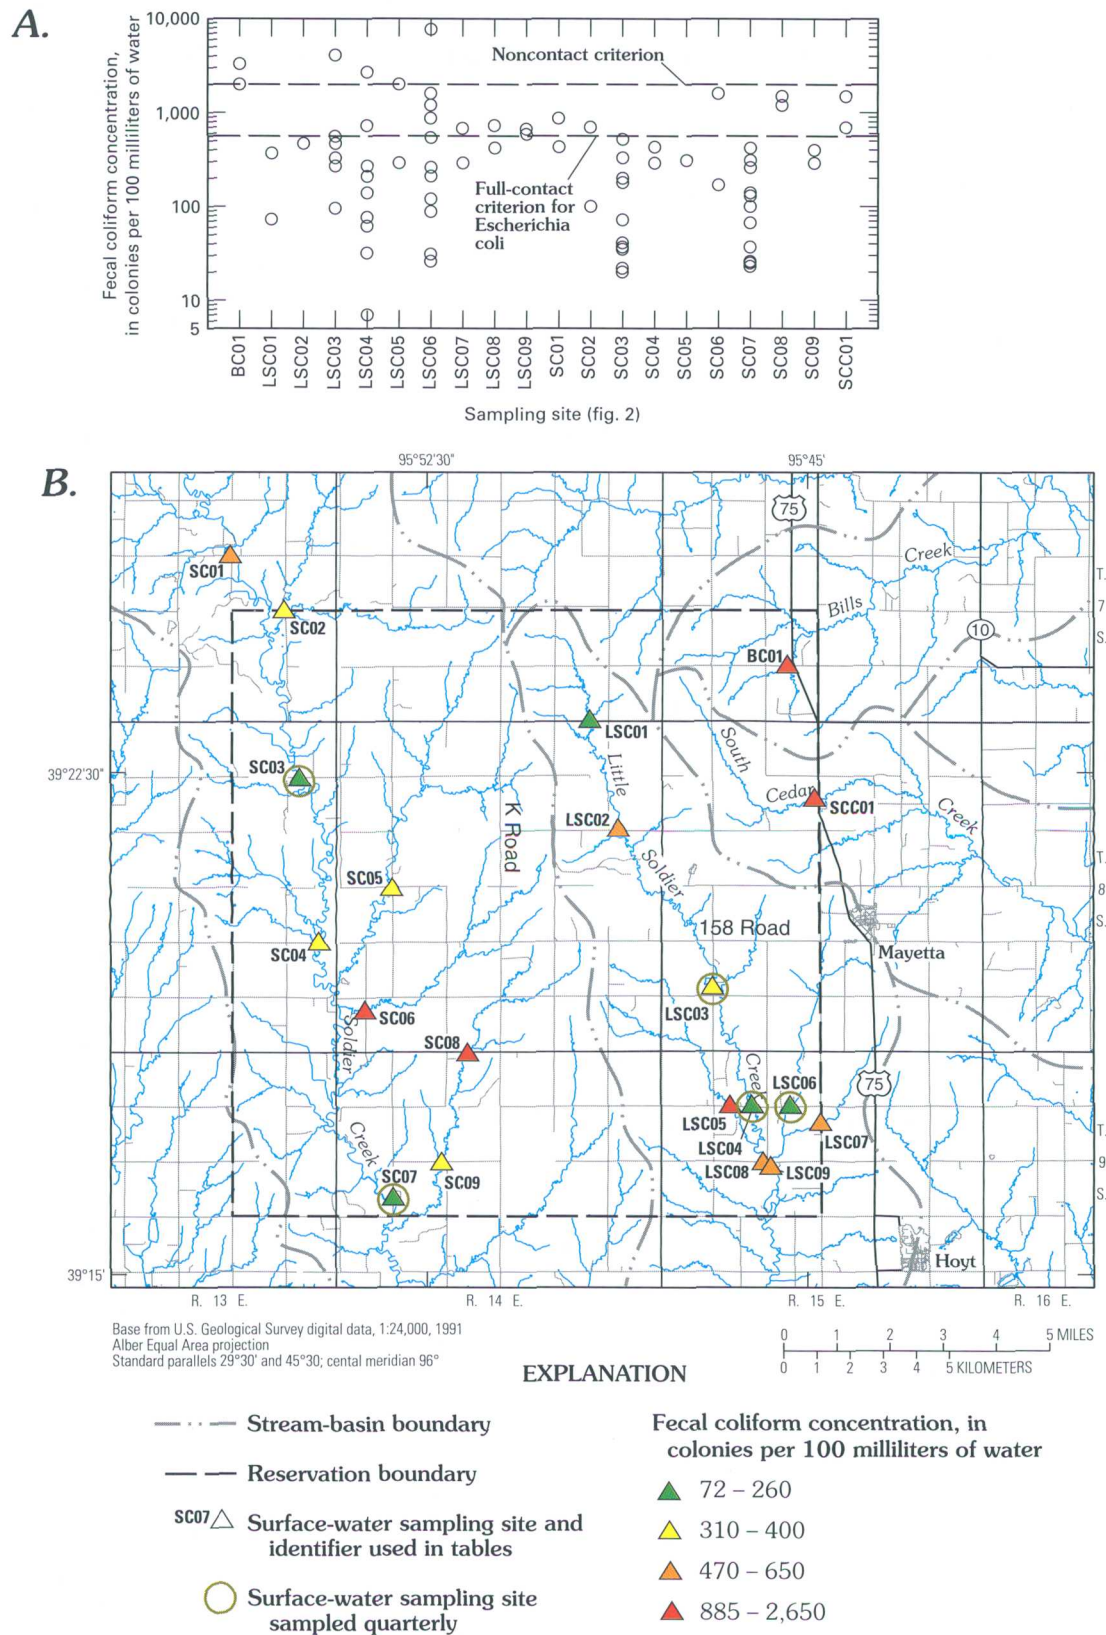 A.
Fecal coliform concentration,
in colonies per 100 milliliters of water
10,000
1,000
100
10
5
Noncontact criterion
Full-contact
criterion for
Escherichia
coli
BC01
LSC01
LSC02
LSC03
LSC04
LSC05
LSC06
LSC07
LSC08
LSC09
SC01
SC02
SC03
SC04
SC05
SC06
SC07
SC08
SC09
SCC01
Sampling site (fig. 2)
B.
95°52'30"
95°45'
75
Creek
SC01
T.
7
S.
Bills
SC02
10
BC01
LSC01
South
Little
39°22'30"
SC03
Cedar
SCC01
Creek
K Road
LSC02
Soldier
T.
8
S.
SC05
158 Road
Mayetta
SC04
LSC03
SC06
Soldier
SC08
Creek
LSC06
75
LSC05
LSC04
LSC07
T.
9
S.
Creek
LSC08
LSC09
SC07
SC09
Hoyt
39°15'
R. 13 E.
R. 14 E.
R. 15 E.
R. 16 E.
Base from U.S. Geological Survey digital data, 1:24,000, 1991
Alber Equal Area projection
Standard parallels 29°30' and 45°30; cental meridian 96°
0 1 2 3 4 5 MILES
0 1 2 3 4 5 KILOMETERS
EXPLANATION
Stream-basin boundary
Reservation boundary
SC07 Surface-water sampling site and
identifier used in tables
Surface-water sampling site
sampled quarterly
Fecal coliform concentration, in
colonies per 100 milliliters of water
72 – 260
310 – 400
470 – 650
885 – 2,650